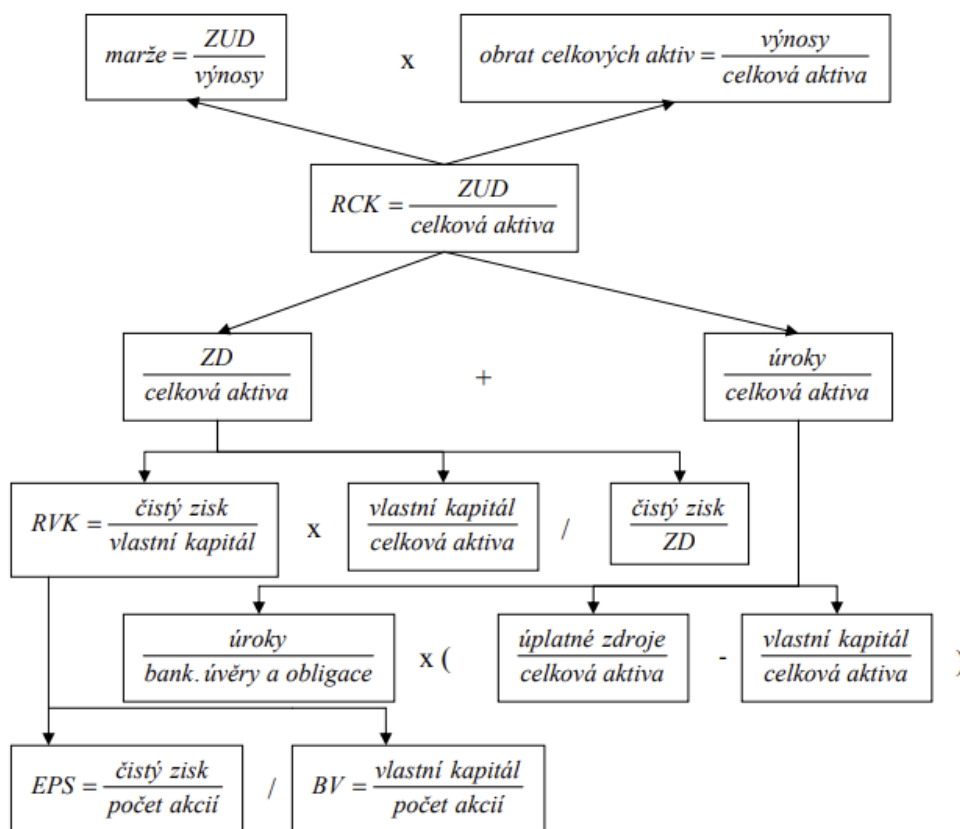 marže = ZUD / výnosy x obrat celkových aktiv = výnosy / celková aktiva
RCK = ZUD / celková aktiva
ZD / celková aktiva + úroky / celková aktiva
RVK = čistý zisk / vlastní kapitál x vlastní kapitál / celková aktiva / čistý zisk / ZD
úroky / bank. úvěry a obligace x ( úplatné zdroje / celková aktiva - vlastní kapitál / celková aktiva )
EPS = čistý zisk / počet akcií / BV = vlastní kapitál / počet akcií